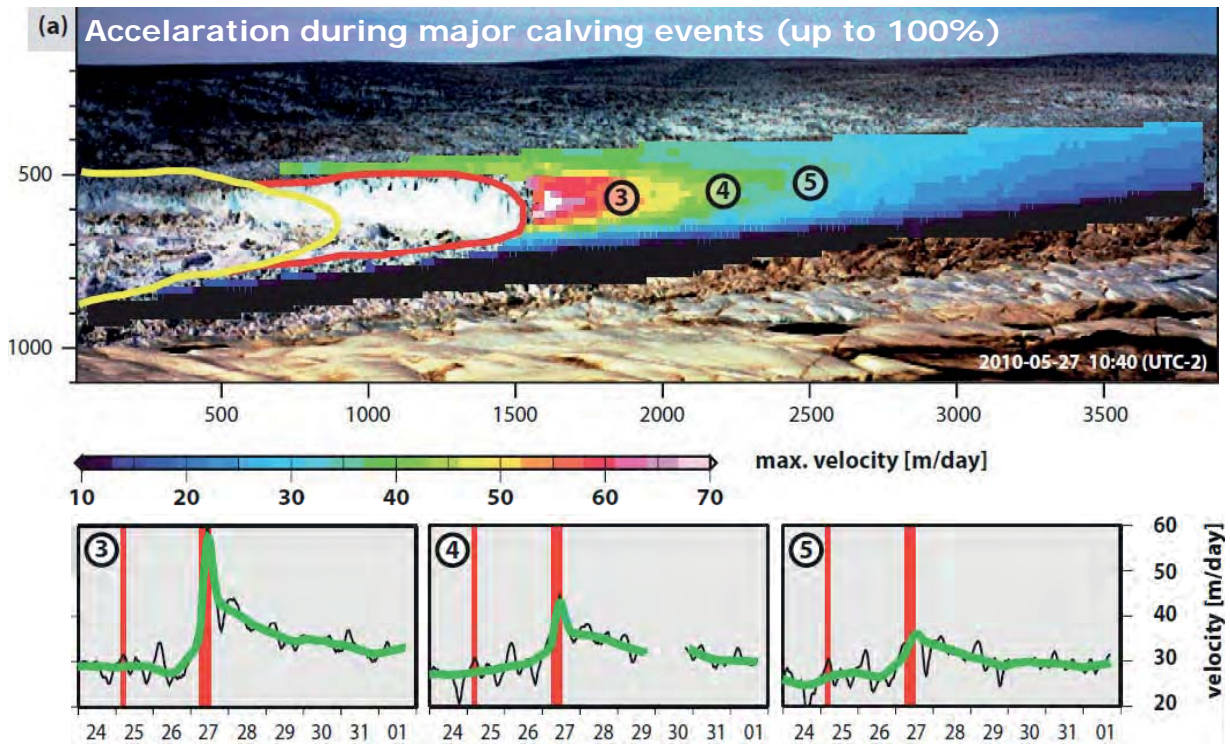 (a) Accelaration during major calving events (up to 100%)
500
3 4 5
1000
2010-05-27 10:40 (UTC-2)
500 1000 1500 2000 2500 3000 3500
max. velocity [m/day]
10 20 30 40 50 60 70
3 4 5
60
50
40
30
20
velocity [m/day]
24 25 26 27 28 29 30 31 01
24 25 26 27 28 29 30 31 01
24 25 26 27 28 29 30 31 01